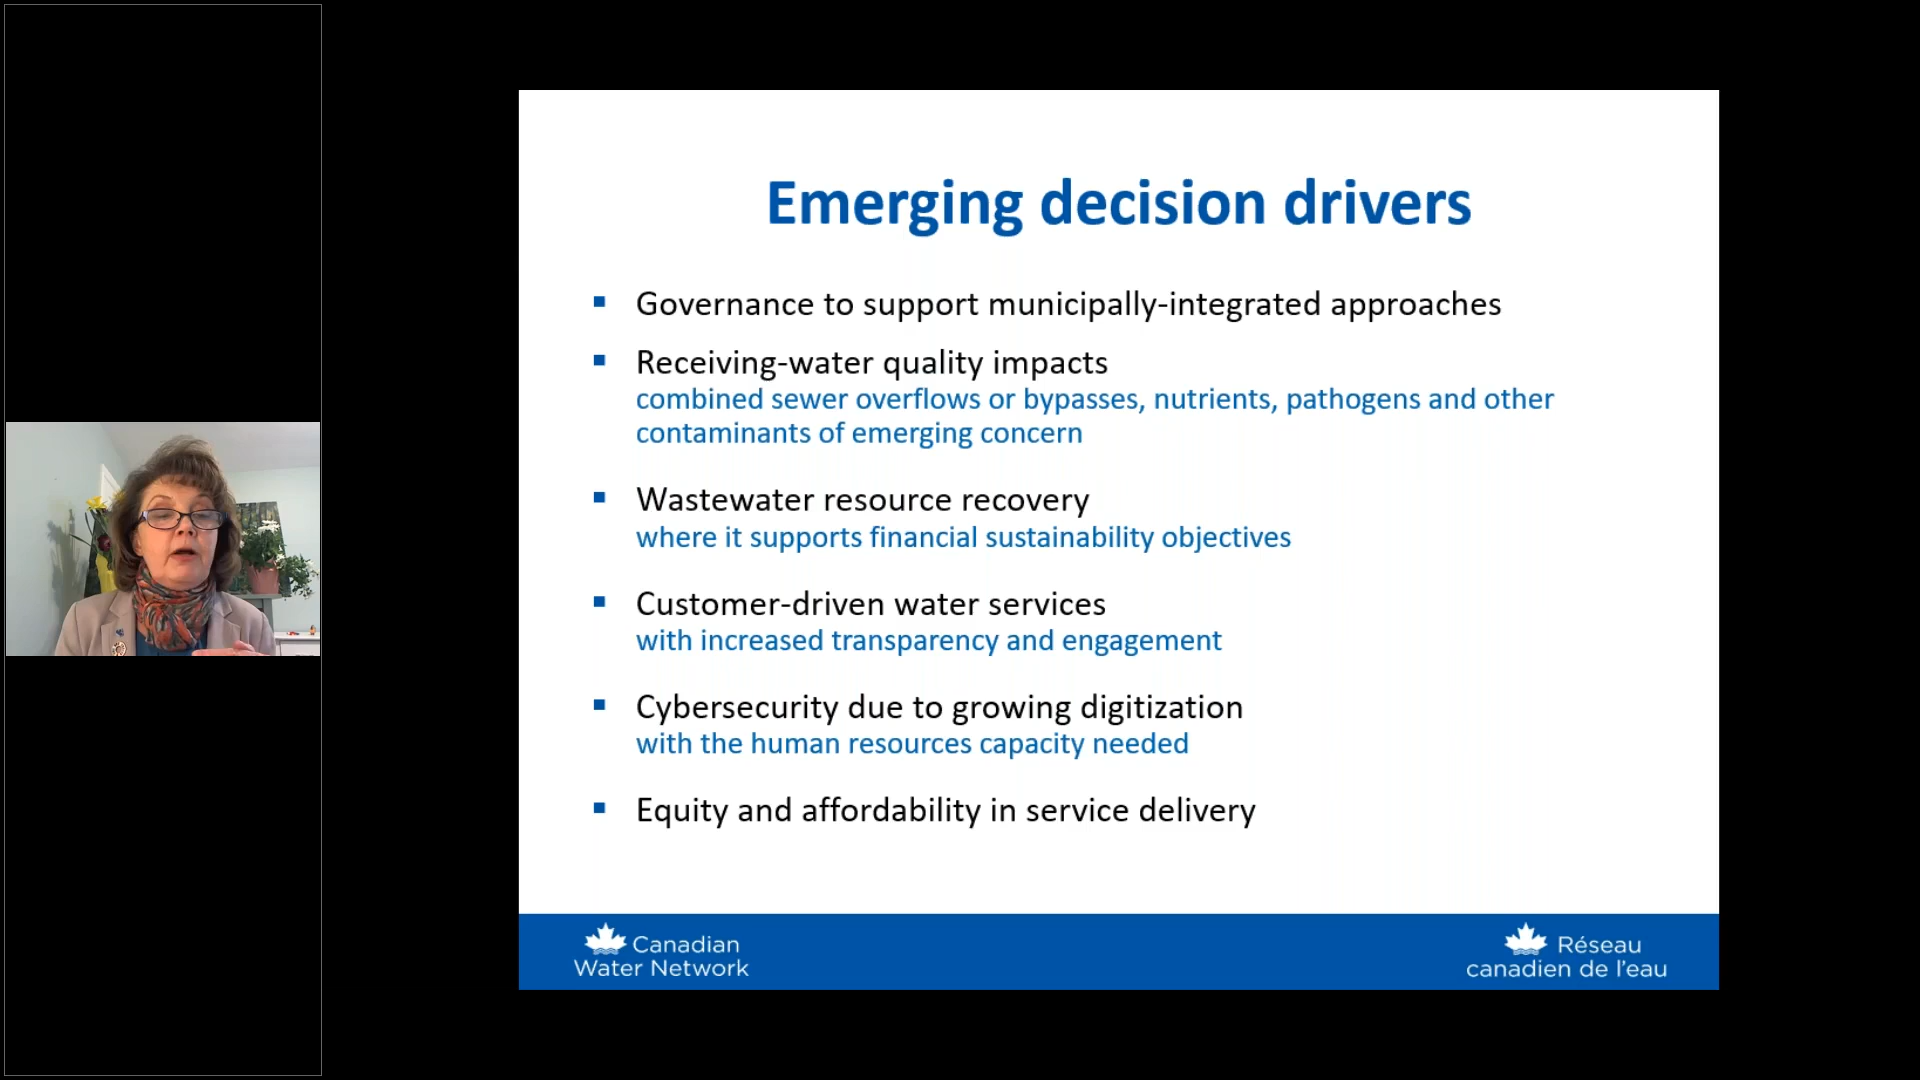 Emerging decision drivers
Governance to support municipally-integrated approaches
Receiving-water quality impacts
combined sewer overflows or bypasses, nutrients, pathogens and other
contaminants of emerging concern
Wastewater resource recovery
where it supports financial sustainability objectives
Customer-driven water services
with increased transparency and engagement
Cybersecurity due to growing digitization
with the human resources capacity needed
Equity and affordability in service delivery
Canadian
Water Network
Réseau
canadien de l'eau